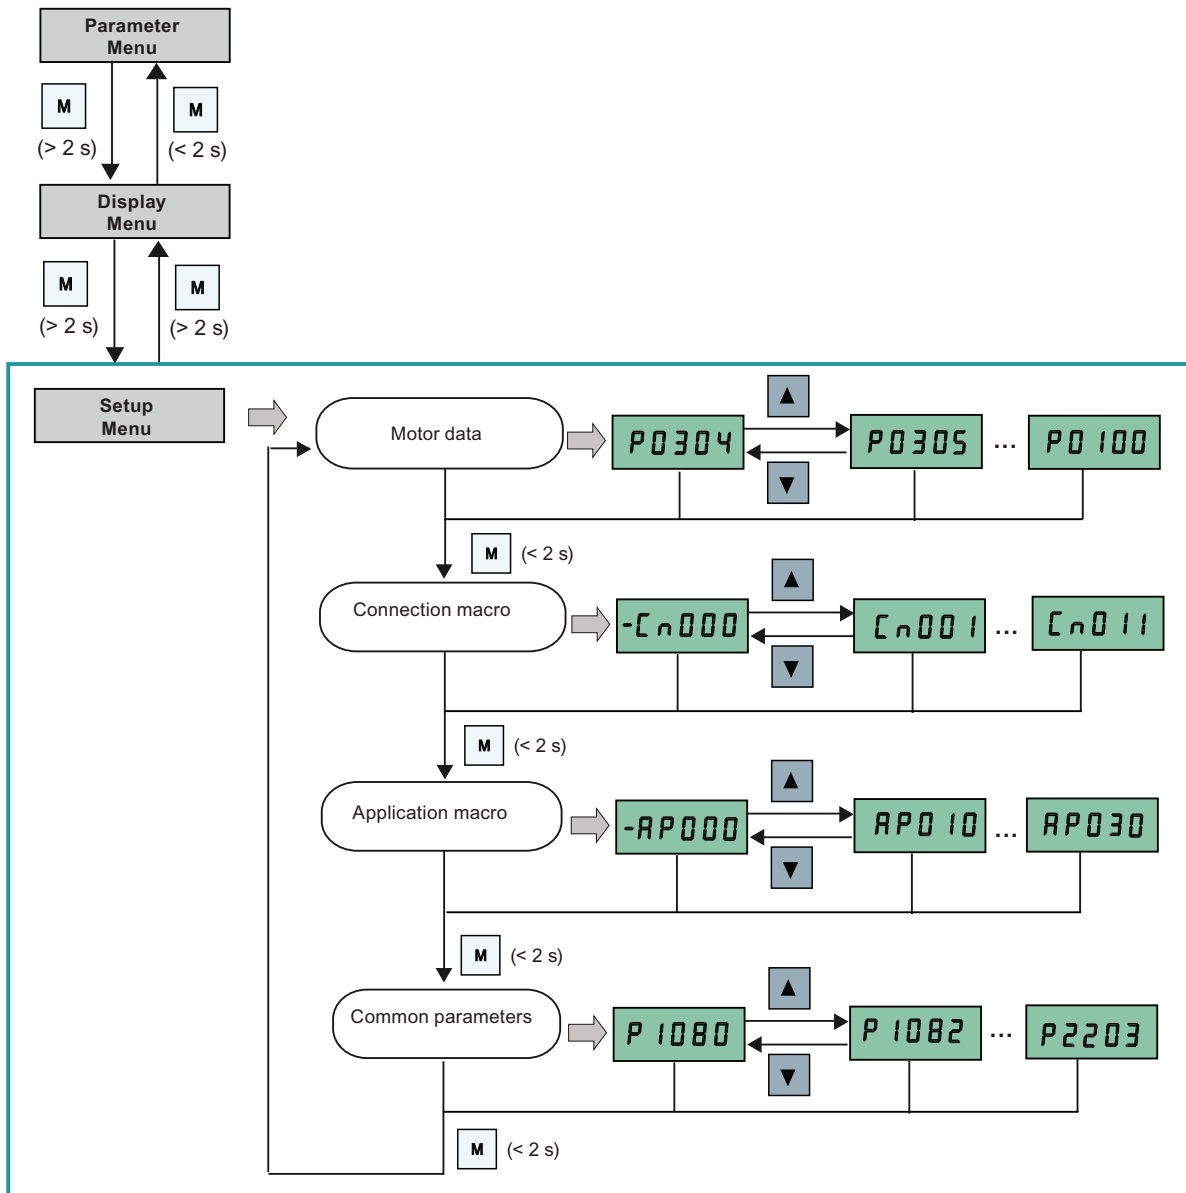 Parameter
Menu
M
M
(> 2 s)
(< 2 s)
Display
Menu
M
M
(> 2 s)
(> 2 s)
Setup
Menu
Motor data
P0304
P0305
...
P0100
M (< 2 s)
Connection macro
-Cn000
Cn001
...
Cn011
M (< 2 s)
Application macro
-AP000
AP010
...
AP030
M (< 2 s)
Common parameters
P1080
P1082
...
P2203
M (< 2 s)